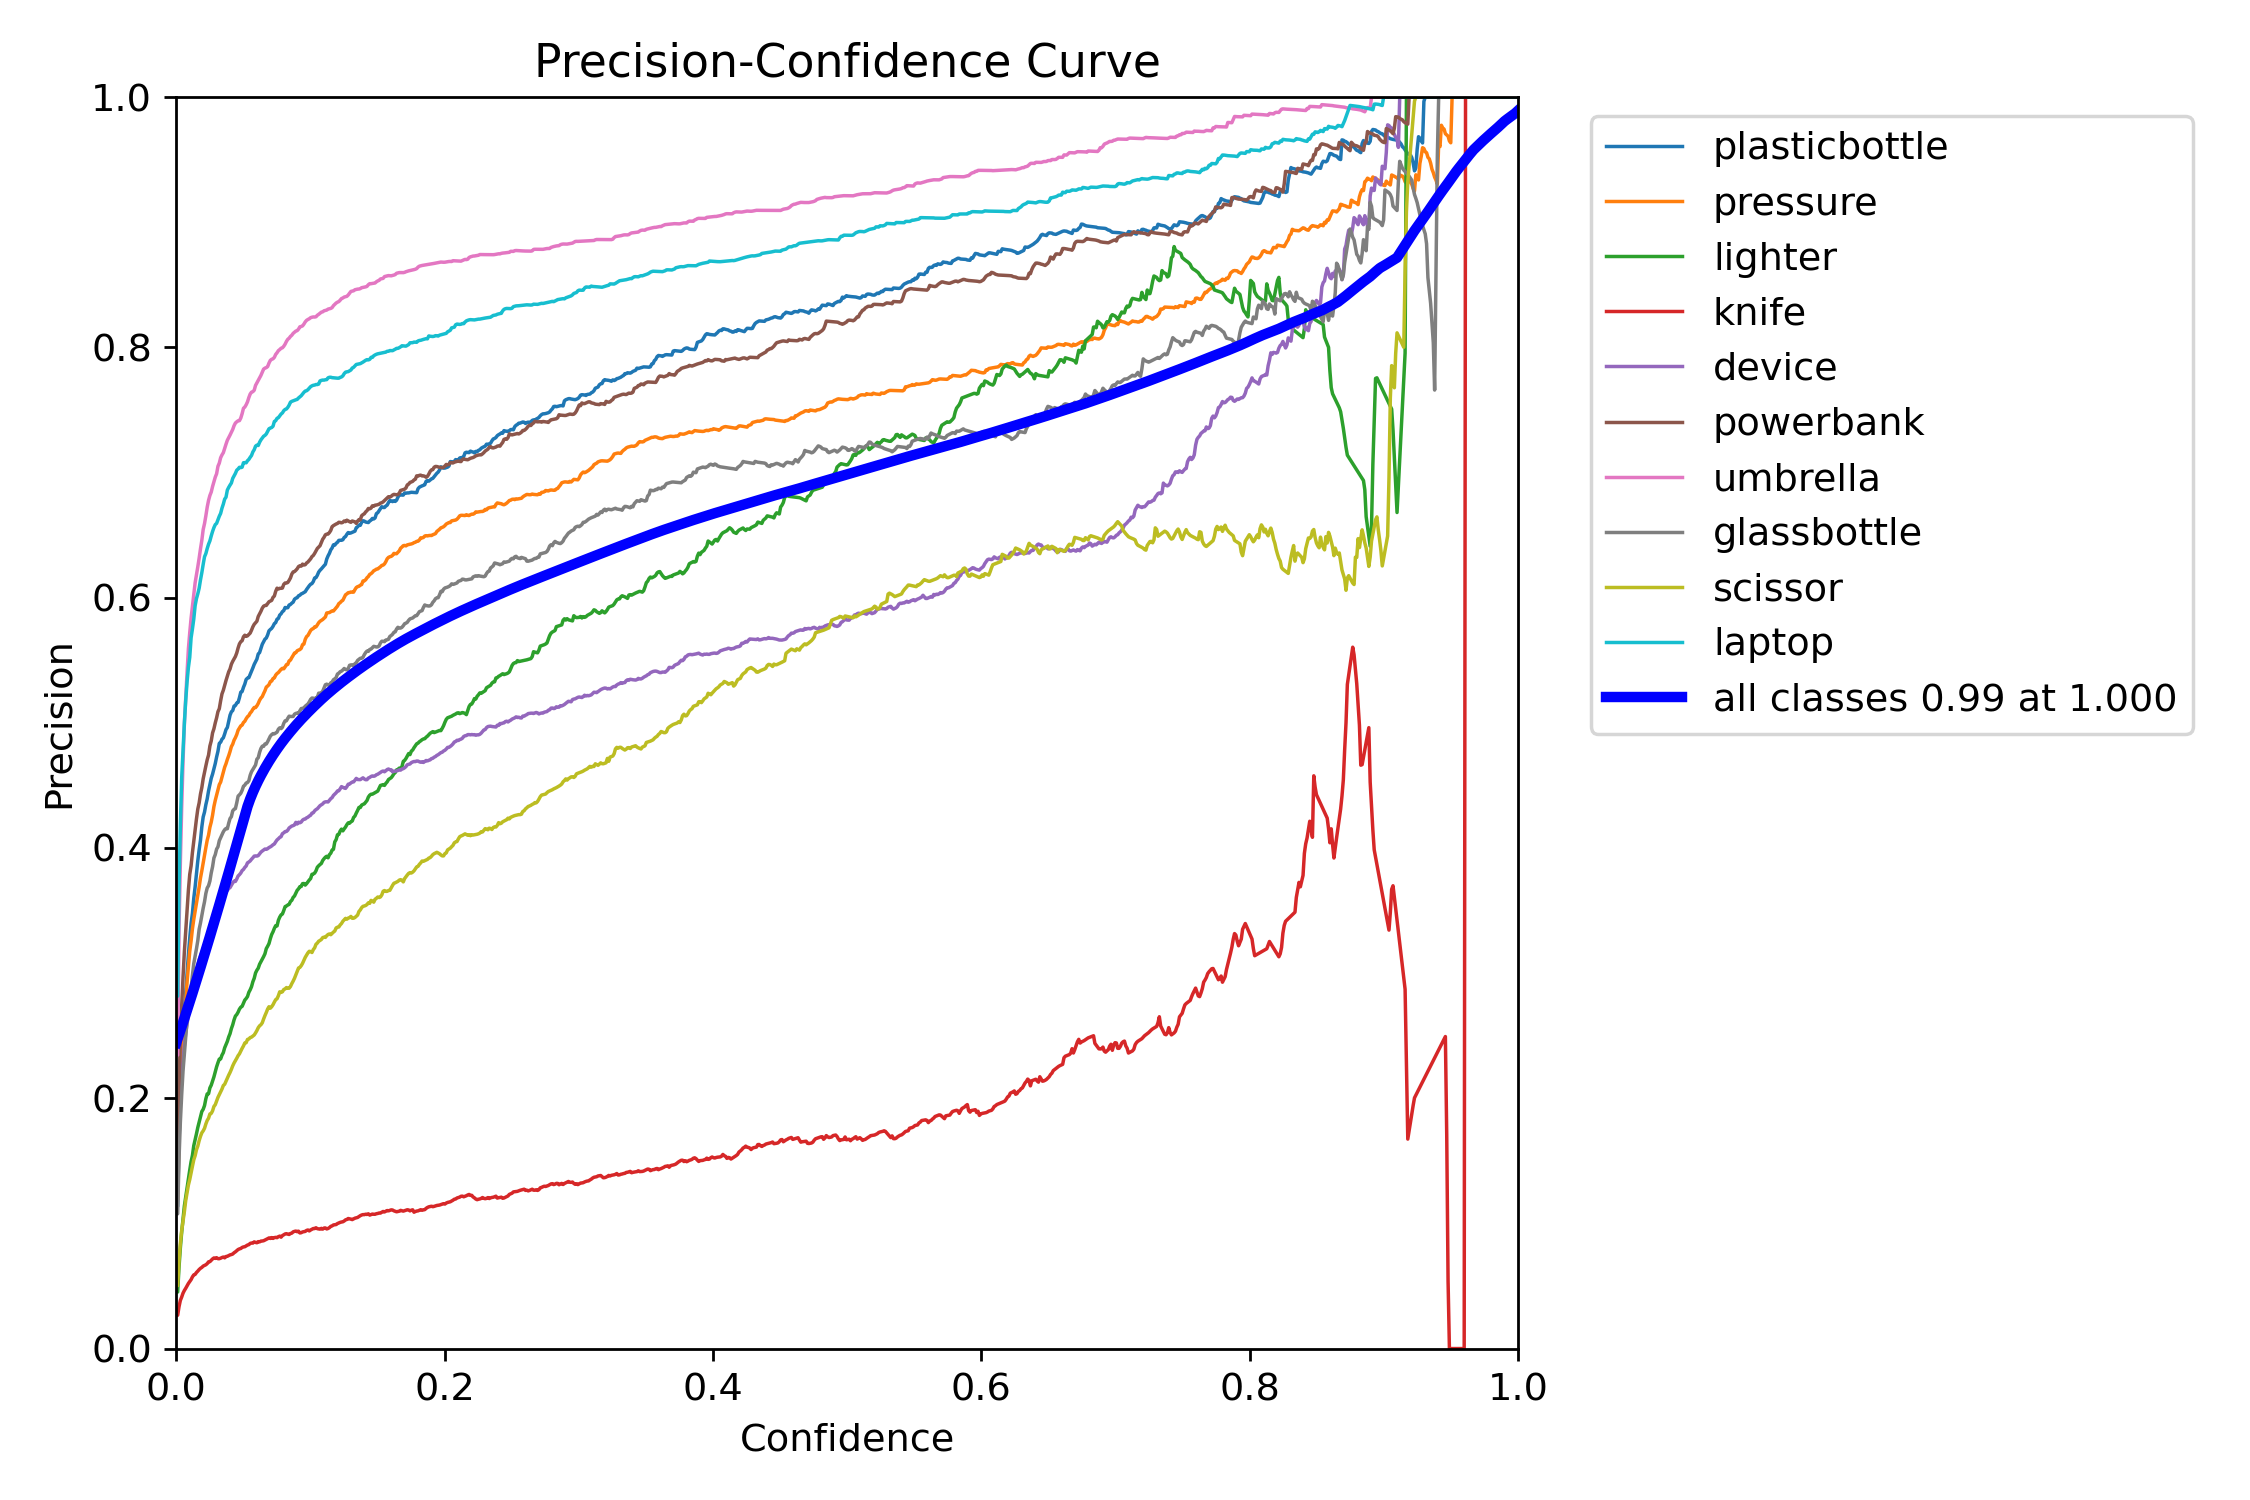 Precision-Confidence Curve
1.0
0.8
0.6
0.4
0.2
0.0
Precision
0.0 0.2 0.4 0.6 0.8 1.0
Confidence
plasticbottle
pressure
lighter
knife
device
powerbank
umbrella
glassbottle
scissor
laptop
all classes 0.99 at 1.000